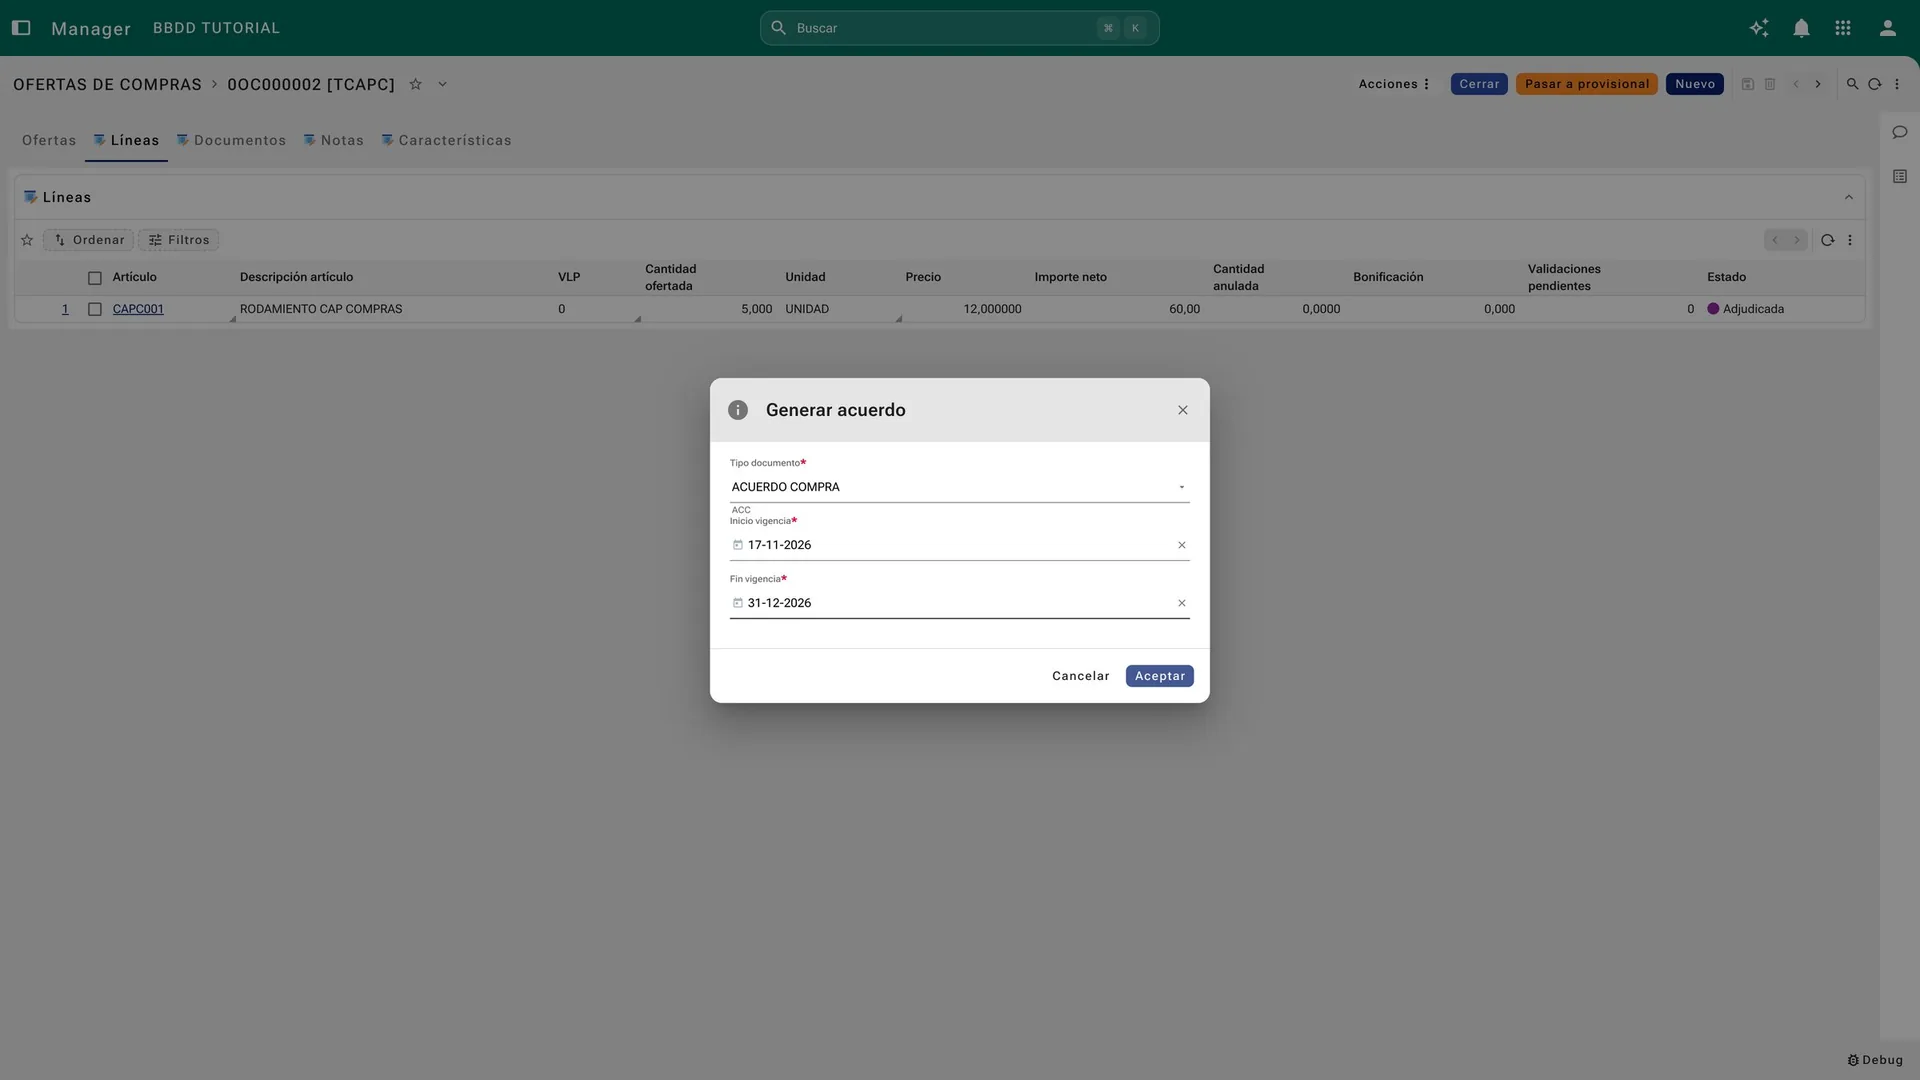 Manager BBDD TUTORIAL Buscar ⌘ K
OFERTAS DE COMPRAS › 0OC000002 [TCAPC] Acciones Cerrar Pasar a provisional Nuevo
Ofertas Líneas Documentos Notas Características
Líneas
Ordenar Filtros
Artículo Descripción artículo VLP Cantidad ofertada Unidad Precio Importe neto Cantidad anulada Bonificación Validaciones pendientes Estado
1 CAPC001 RODAMIENTO CAP COMPRAS 0 5,000 UNIDAD 12,000000 60,00 0,0000 0,000 0 Adjudicada
Generar acuerdo
Tipo documento*
ACUERDO COMPRA
ACC
Inicio vigencia*
17-11-2026
Fin vigencia*
31-12-2026
Cancelar Aceptar
Debug